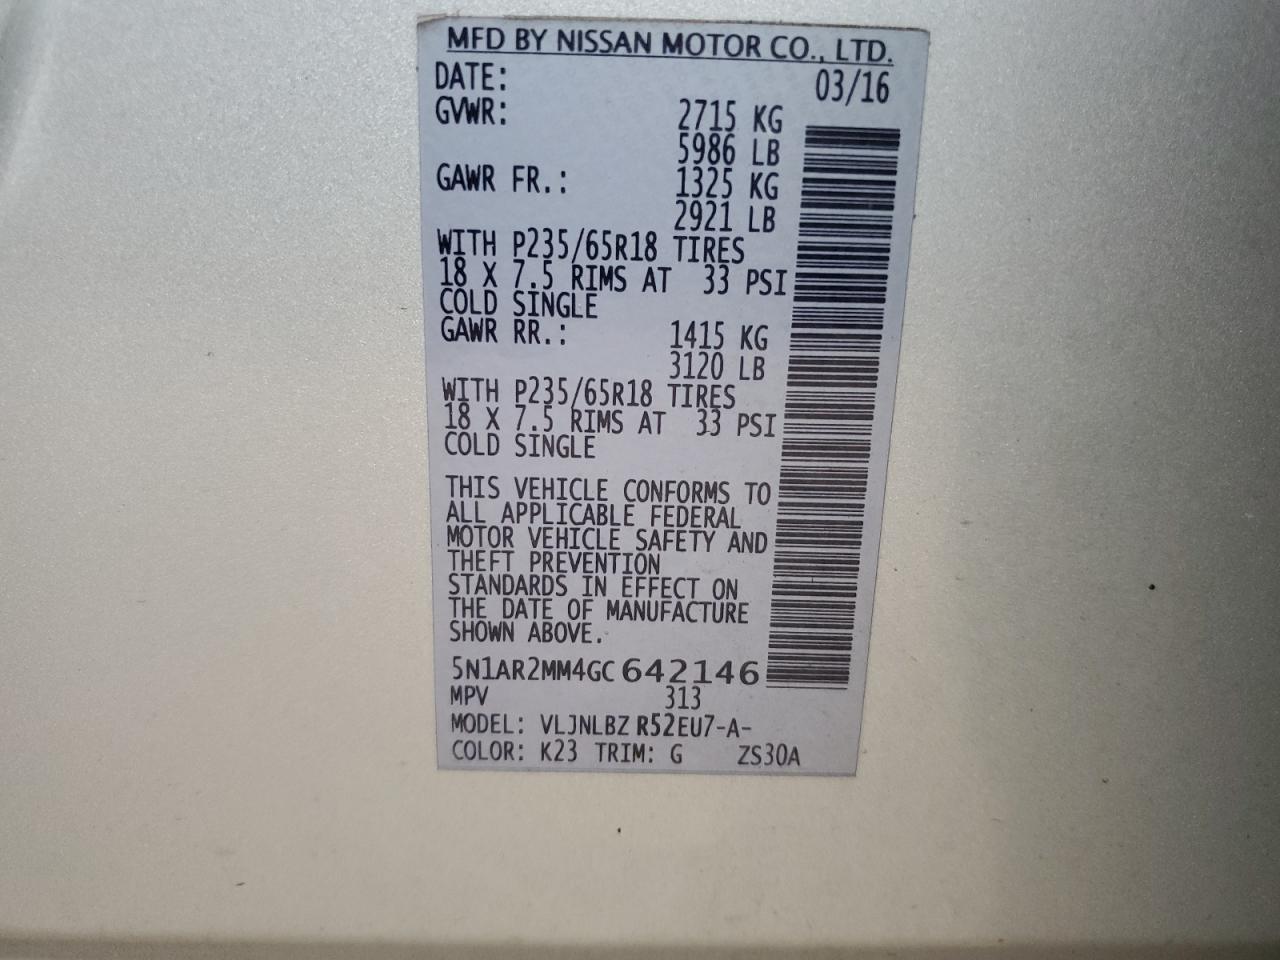 MFD BY NISSAN MOTOR CO., LTD.
DATE: 03/16
GVWR: 2715 KG
5986 LB
GAWR FR.: 1325 KG
2921 LB
WITH P235/65R18 TIRES
18 X 7.5 RIMS AT 33 PSI
COLD SINGLE
GAWR RR.: 1415 KG
3120 LB
WITH P235/65R18 TIRES
18 X 7.5 RIMS AT 33 PSI
COLD SINGLE
THIS VEHICLE CONFORMS TO
ALL APPLICABLE FEDERAL
MOTOR VEHICLE SAFETY AND
THEFT PREVENTION
STANDARDS IN EFFECT ON
THE DATE OF MANUFACTURE
SHOWN ABOVE.
5N1AR2MM4GC642146
MPV 313
MODEL: VLJNLBZ R52EU7-A-
COLOR: K23 TRIM: G ZS30A